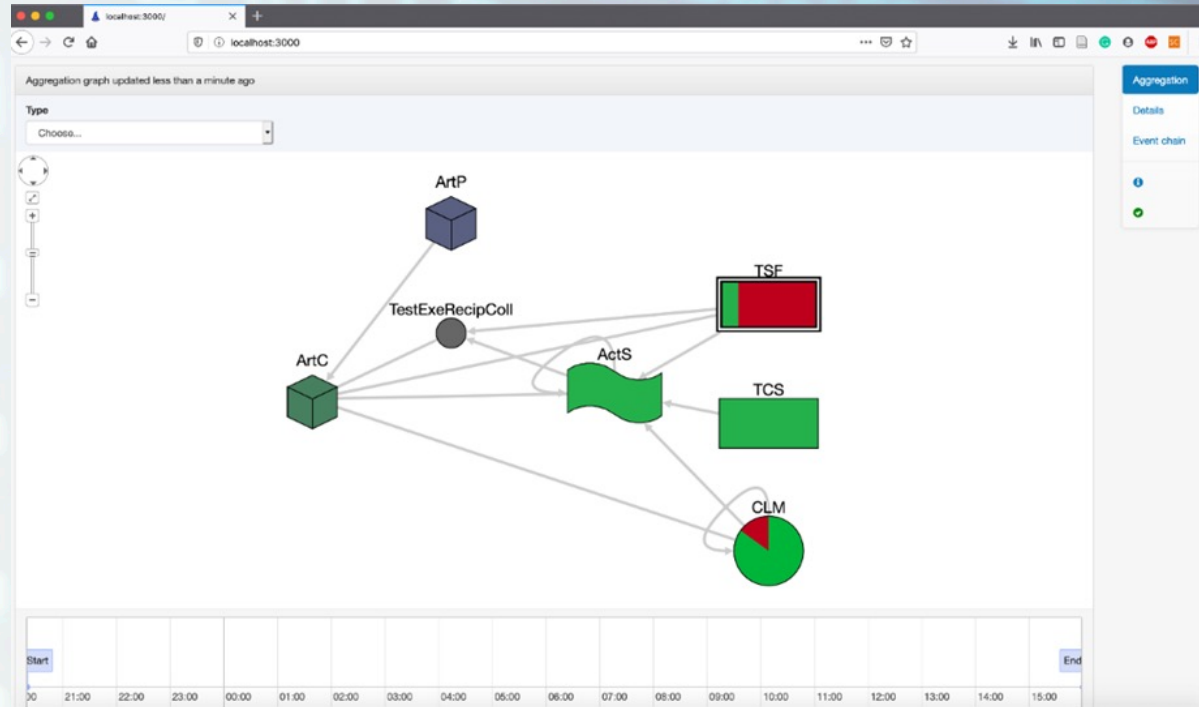 localhost:3000/
localhost:3000
Aggregation graph updated less than a minute ago
Type
Choose...
Aggregation
Details
Event chain
ArtP
TSF
TestExeRecipColl
ArtC
ActS
TCS
CLM
Start
End
21:00 22:00 23:00 00:00 01:00 02:00 03:00 04:00 05:00 06:00 07:00 08:00 09:00 10:00 11:00 12:00 13:00 14:00 15:00